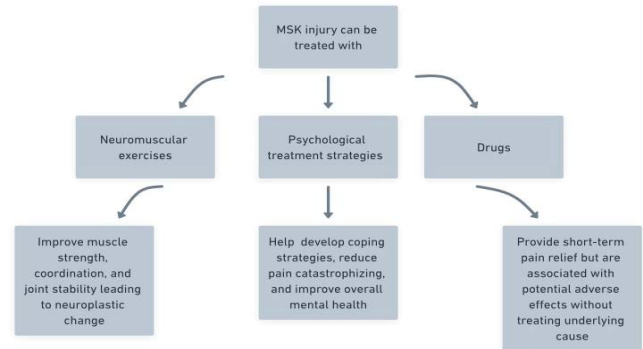 MSK injury can be
treated with
Neuromuscular
exercises
Psychological
treatment strategies
Drugs
Improve muscle
strength,
coordination, and
joint stability leading
to neuroplastic
change
Help develop coping
strategies, reduce
pain catastrophizing,
and improve overall
mental health
Provide short-term
pain relief but are
associated with
potential adverse
effects without
treating underlying
cause